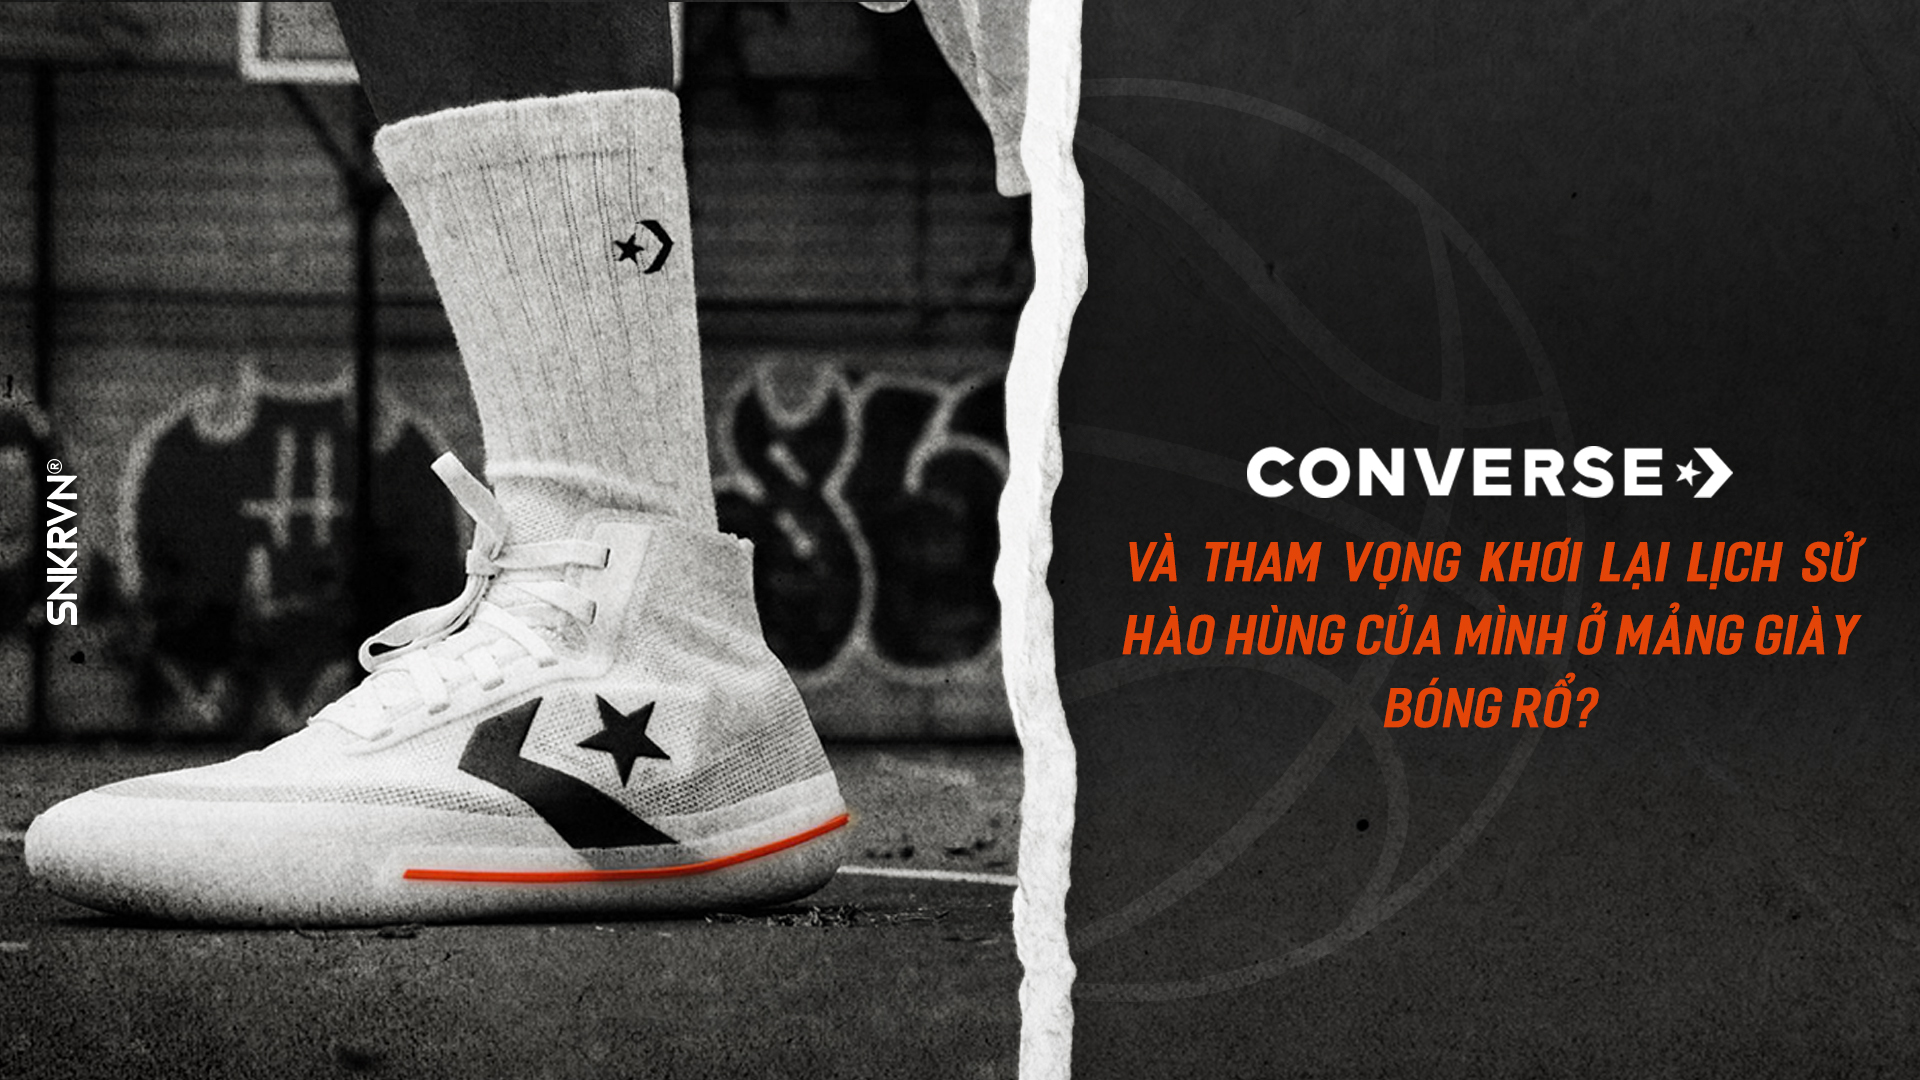 SNKRVN®
CONVERSE
VÀ THAM VỌNG KHƠI LẠI LỊCH SỬ
HÀO HÙNG CỦA MÌNH Ở MẢNG GIÀY
BÓNG RỔ?